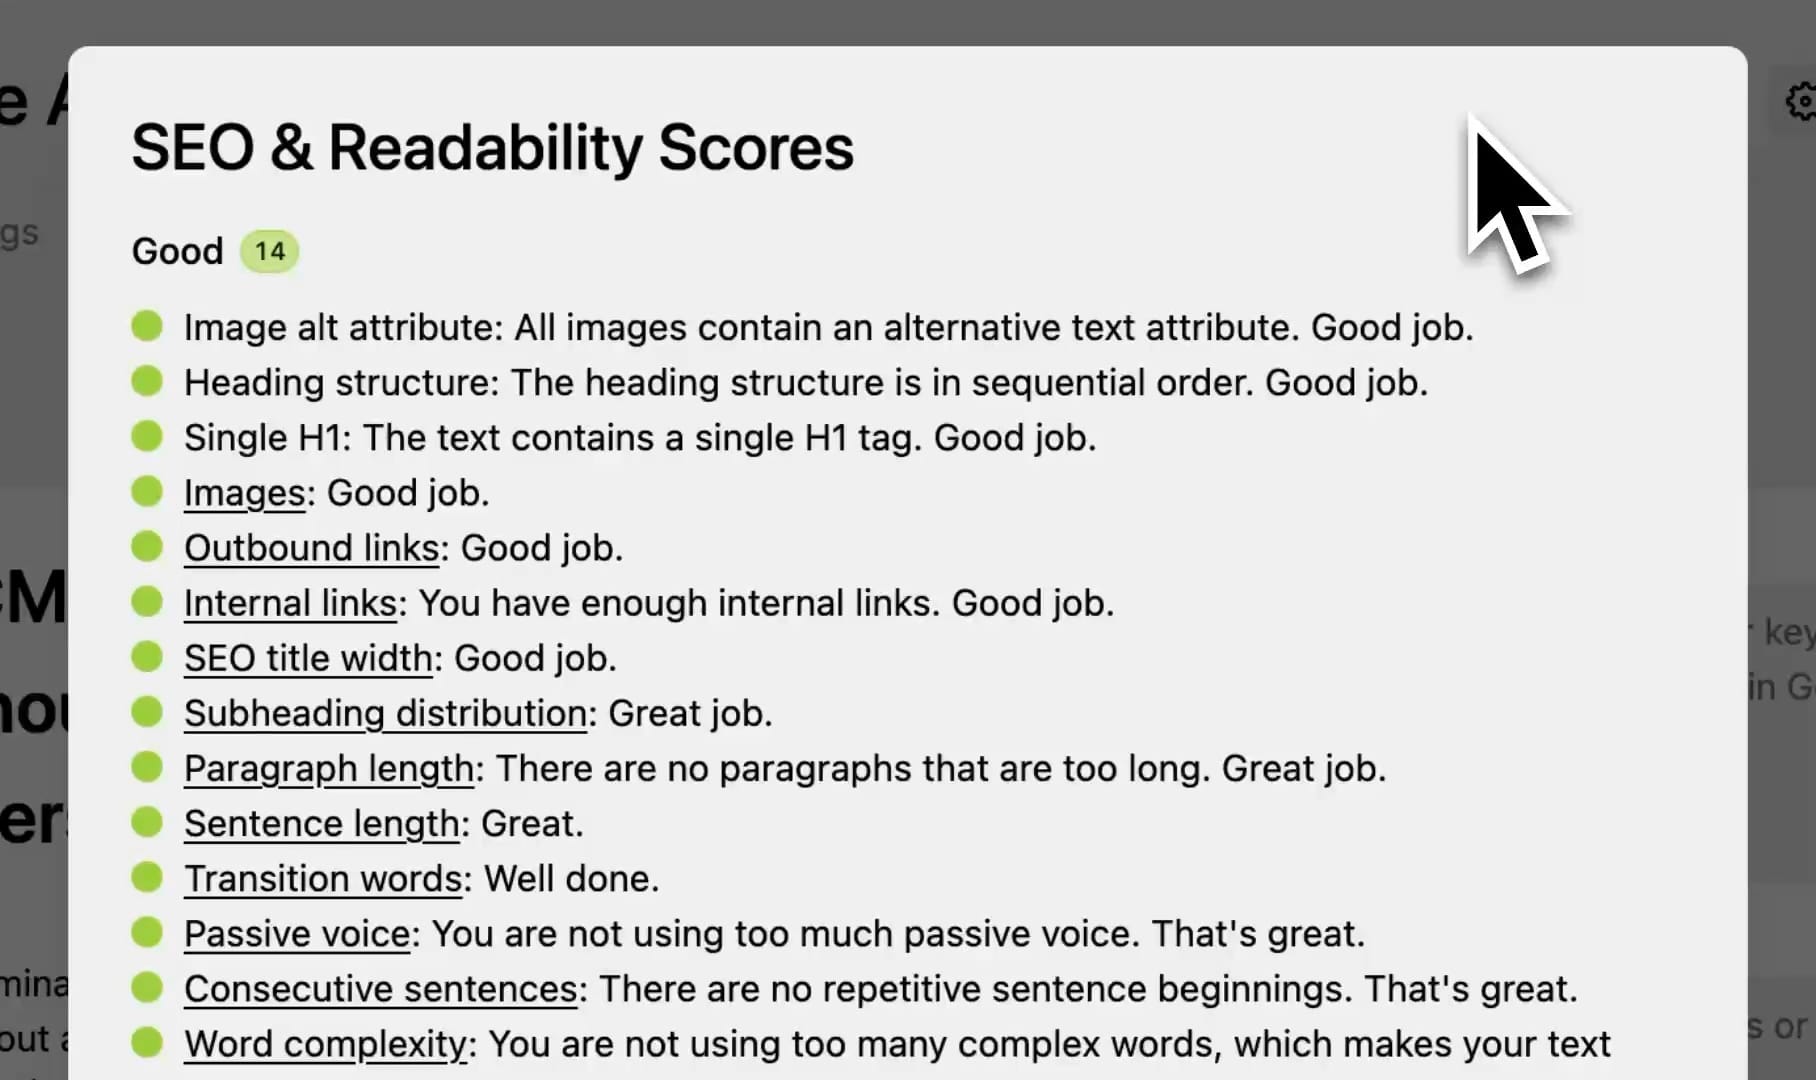 e A
SEO & Readability Scores
gs
Good 14
Image alt attribute: All images contain an alternative text attribute. Good job.
Heading structure: The heading structure is in sequential order. Good job.
Single H1: The text contains a single H1 tag. Good job.
Images: Good job.
Outbound links: Good job.
Internal links: You have enough internal links. Good job.
SEO title width: Good job.
Subheading distribution: Great job.
Paragraph length: There are no paragraphs that are too long. Great job.
Sentence length: Great.
Transition words: Well done.
Passive voice: You are not using too much passive voice. That's great.
Consecutive sentences: There are no repetitive sentence beginnings. That's great.
Word complexity: You are not using too many complex words, which makes your text
key
in G
s or